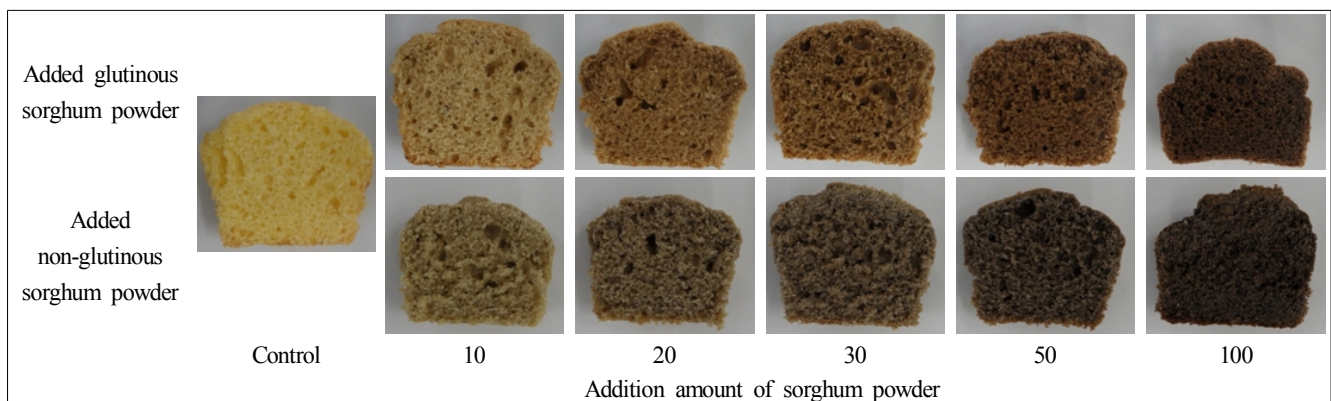 Added glutinous
sorghum powder
Added
non-glutinous
sorghum powder
Control 10 20 30 50 100
Addition amount of sorghum powder